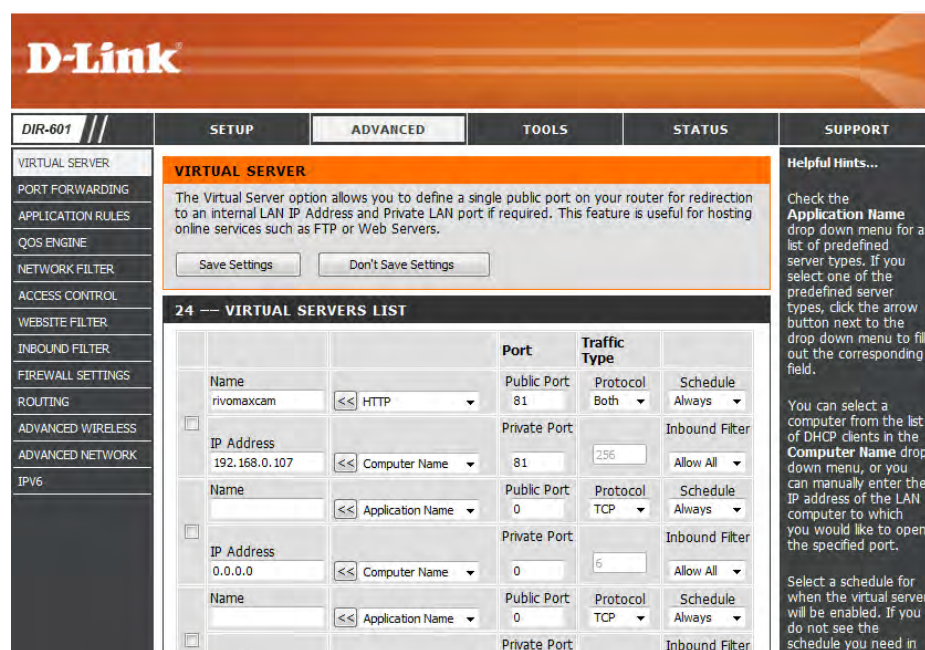 D-Link
DIR-601
SETUP ADVANCED TOOLS STATUS SUPPORT
VIRTUAL SERVER
PORT FORWARDING
APPLICATION RULES
QOS ENGINE
NETWORK FILTER
ACCESS CONTROL
WEBSITE FILTER
INBOUND FILTER
FIREWALL SETTINGS
ROUTING
ADVANCED WIRELESS
ADVANCED NETWORK
IPV6
VIRTUAL SERVER
The Virtual Server option allows you to define a single public port on your router for redirection
to an internal LAN IP Address and Private LAN port if required. This feature is useful for hosting
online services such as FTP or Web Servers.
Save Settings Don't Save Settings
24 -- VIRTUAL SERVERS LIST
Port Traffic Type
Name Public Port Protocol Schedule
rivomaxcam << HTTP 81 Both Always
IP Address Private Port Inbound Filter
192.168.0.107 << Computer Name 81 256 Allow All
Name Public Port Protocol Schedule
<< Application Name 0 TCP Always
IP Address Private Port Inbound Filter
0.0.0.0 << Computer Name 0 6 Allow All
Name Public Port Protocol Schedule
<< Application Name 0 TCP Always
Private Port Inbound Filter
Helpful Hints...
Check the
Application Name
drop down menu for a
list of predefined
server types. If you
select one of the
predefined server
types, click the arrow
button next to the
drop down menu to fill
out the corresponding
field.
You can select a
computer from the list
of DHCP clients in the
Computer Name drop
down menu, or you
can manually enter the
IP address of the LAN
computer to which
you would like to open
the specified port.
Select a schedule for
when the virtual server
will be enabled. If you
do not see the
schedule you need in